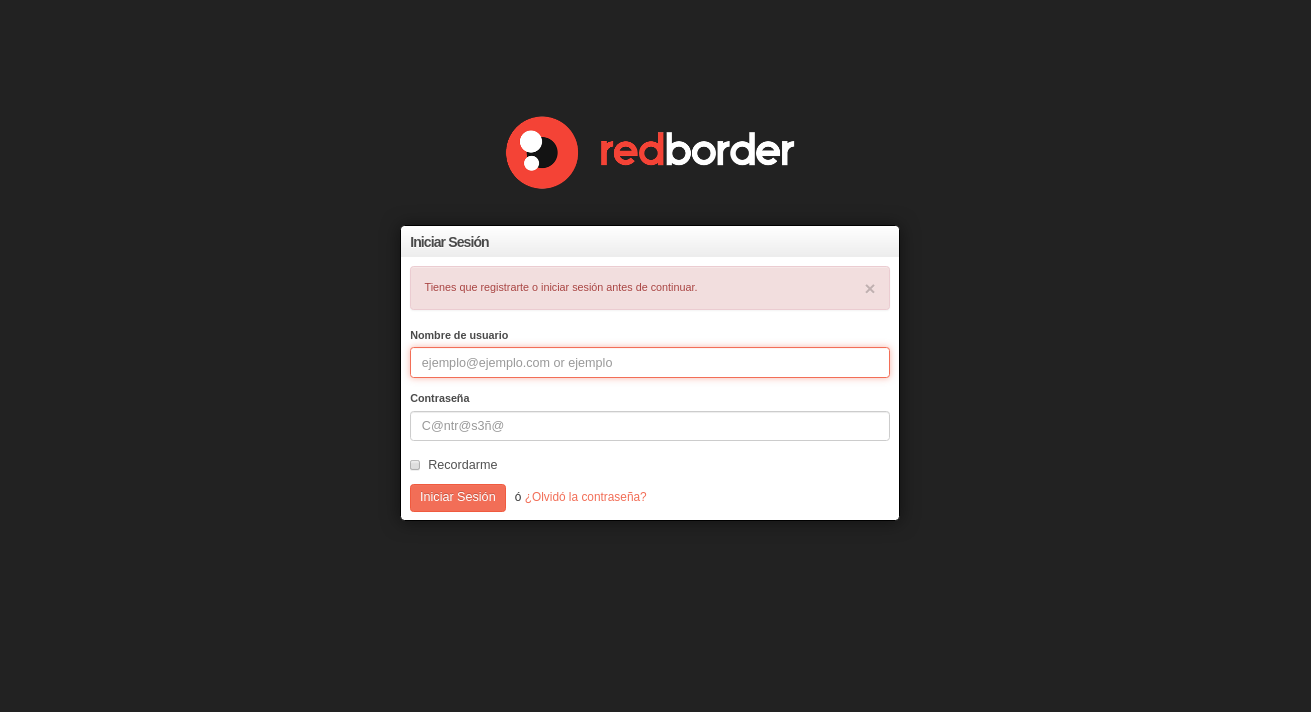 redborder
Iniciar Sesión
Tienes que registrarte o iniciar sesión antes de continuar. ×
Nombre de usuario
ejemplo@ejemplo.com or ejemplo
Contraseña
C@ntr@s3ñ@
Recordarme
Iniciar Sesión ó ¿Olvidó la contraseña?